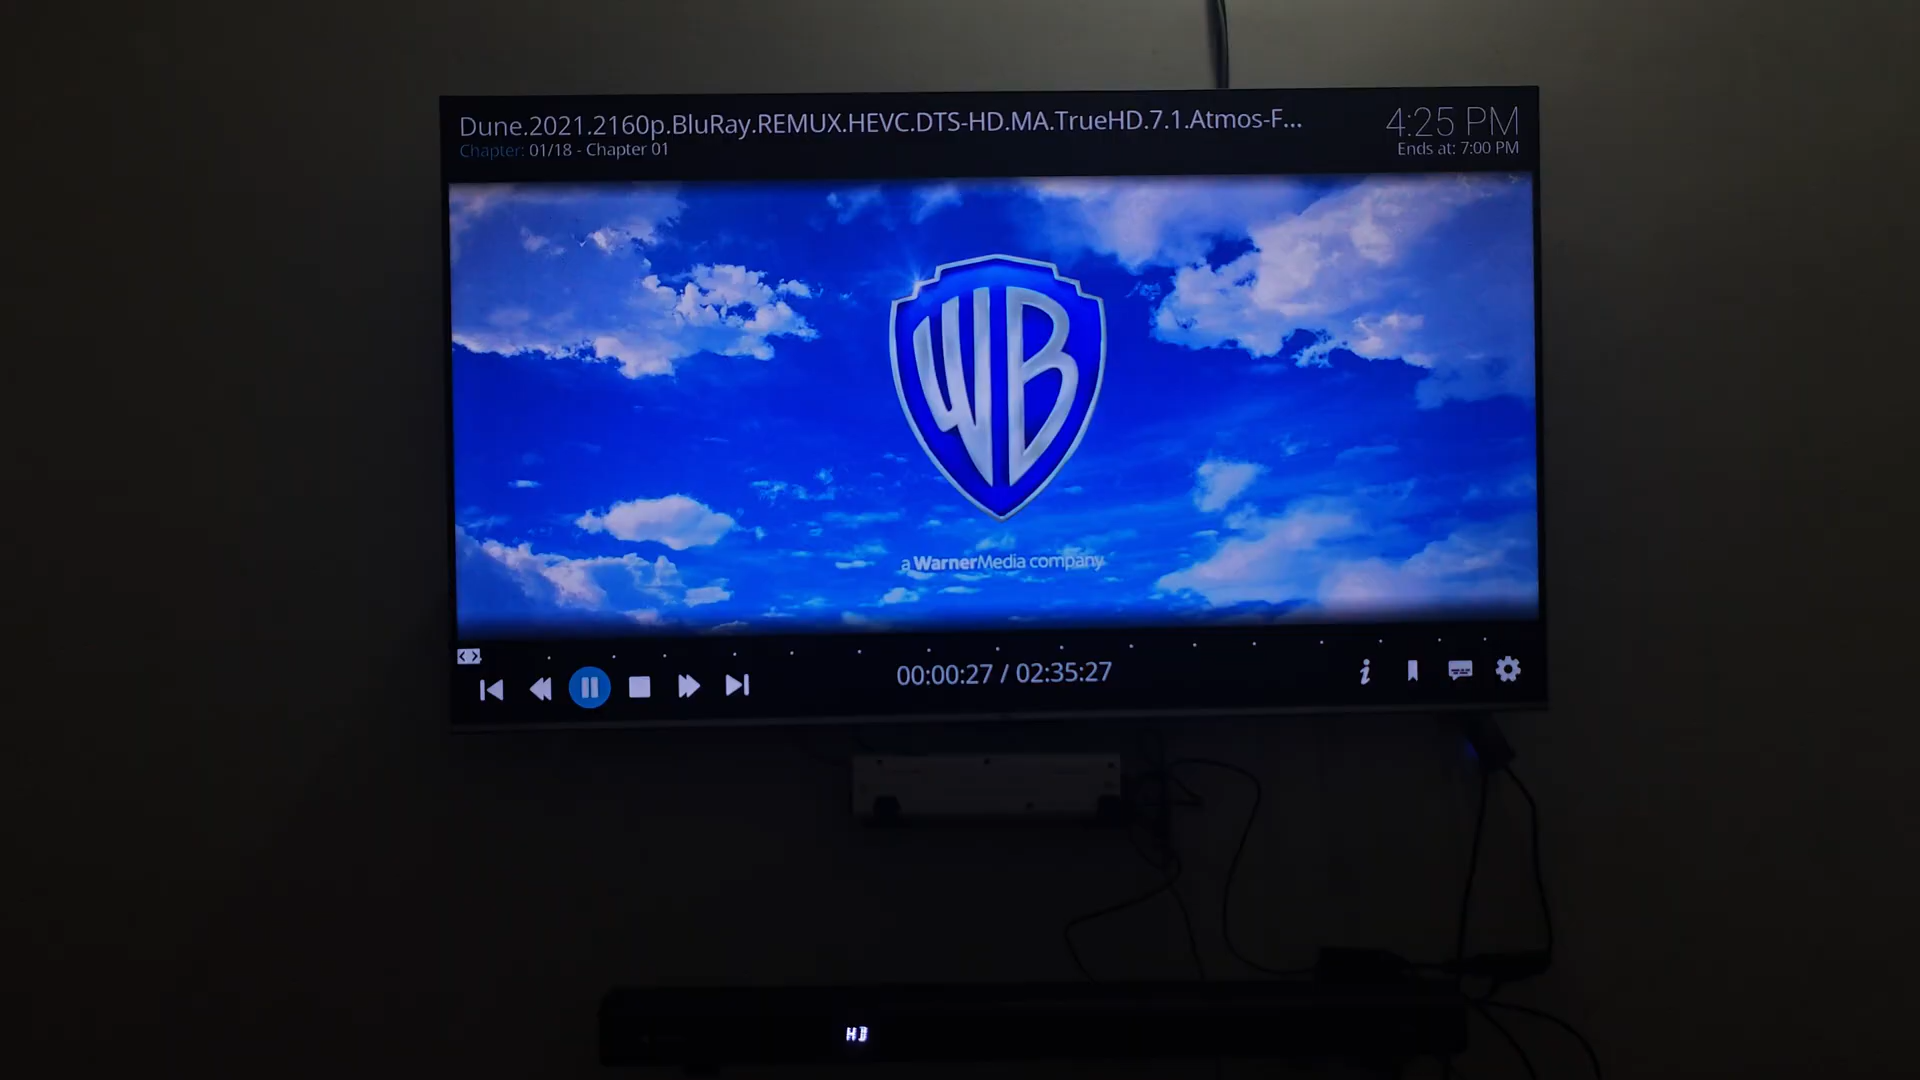 Dune.2021.2160p.BluRay.REMUX.HEVC.DTS-HD.MA.TrueHD.7.1.Atmos-F...
4:25 PM
Chapter: 01/18 - Chapter 01
Ends at: 7:00 PM
WB
a WarnerMedia company
00:00:27 / 02:35:27
HD